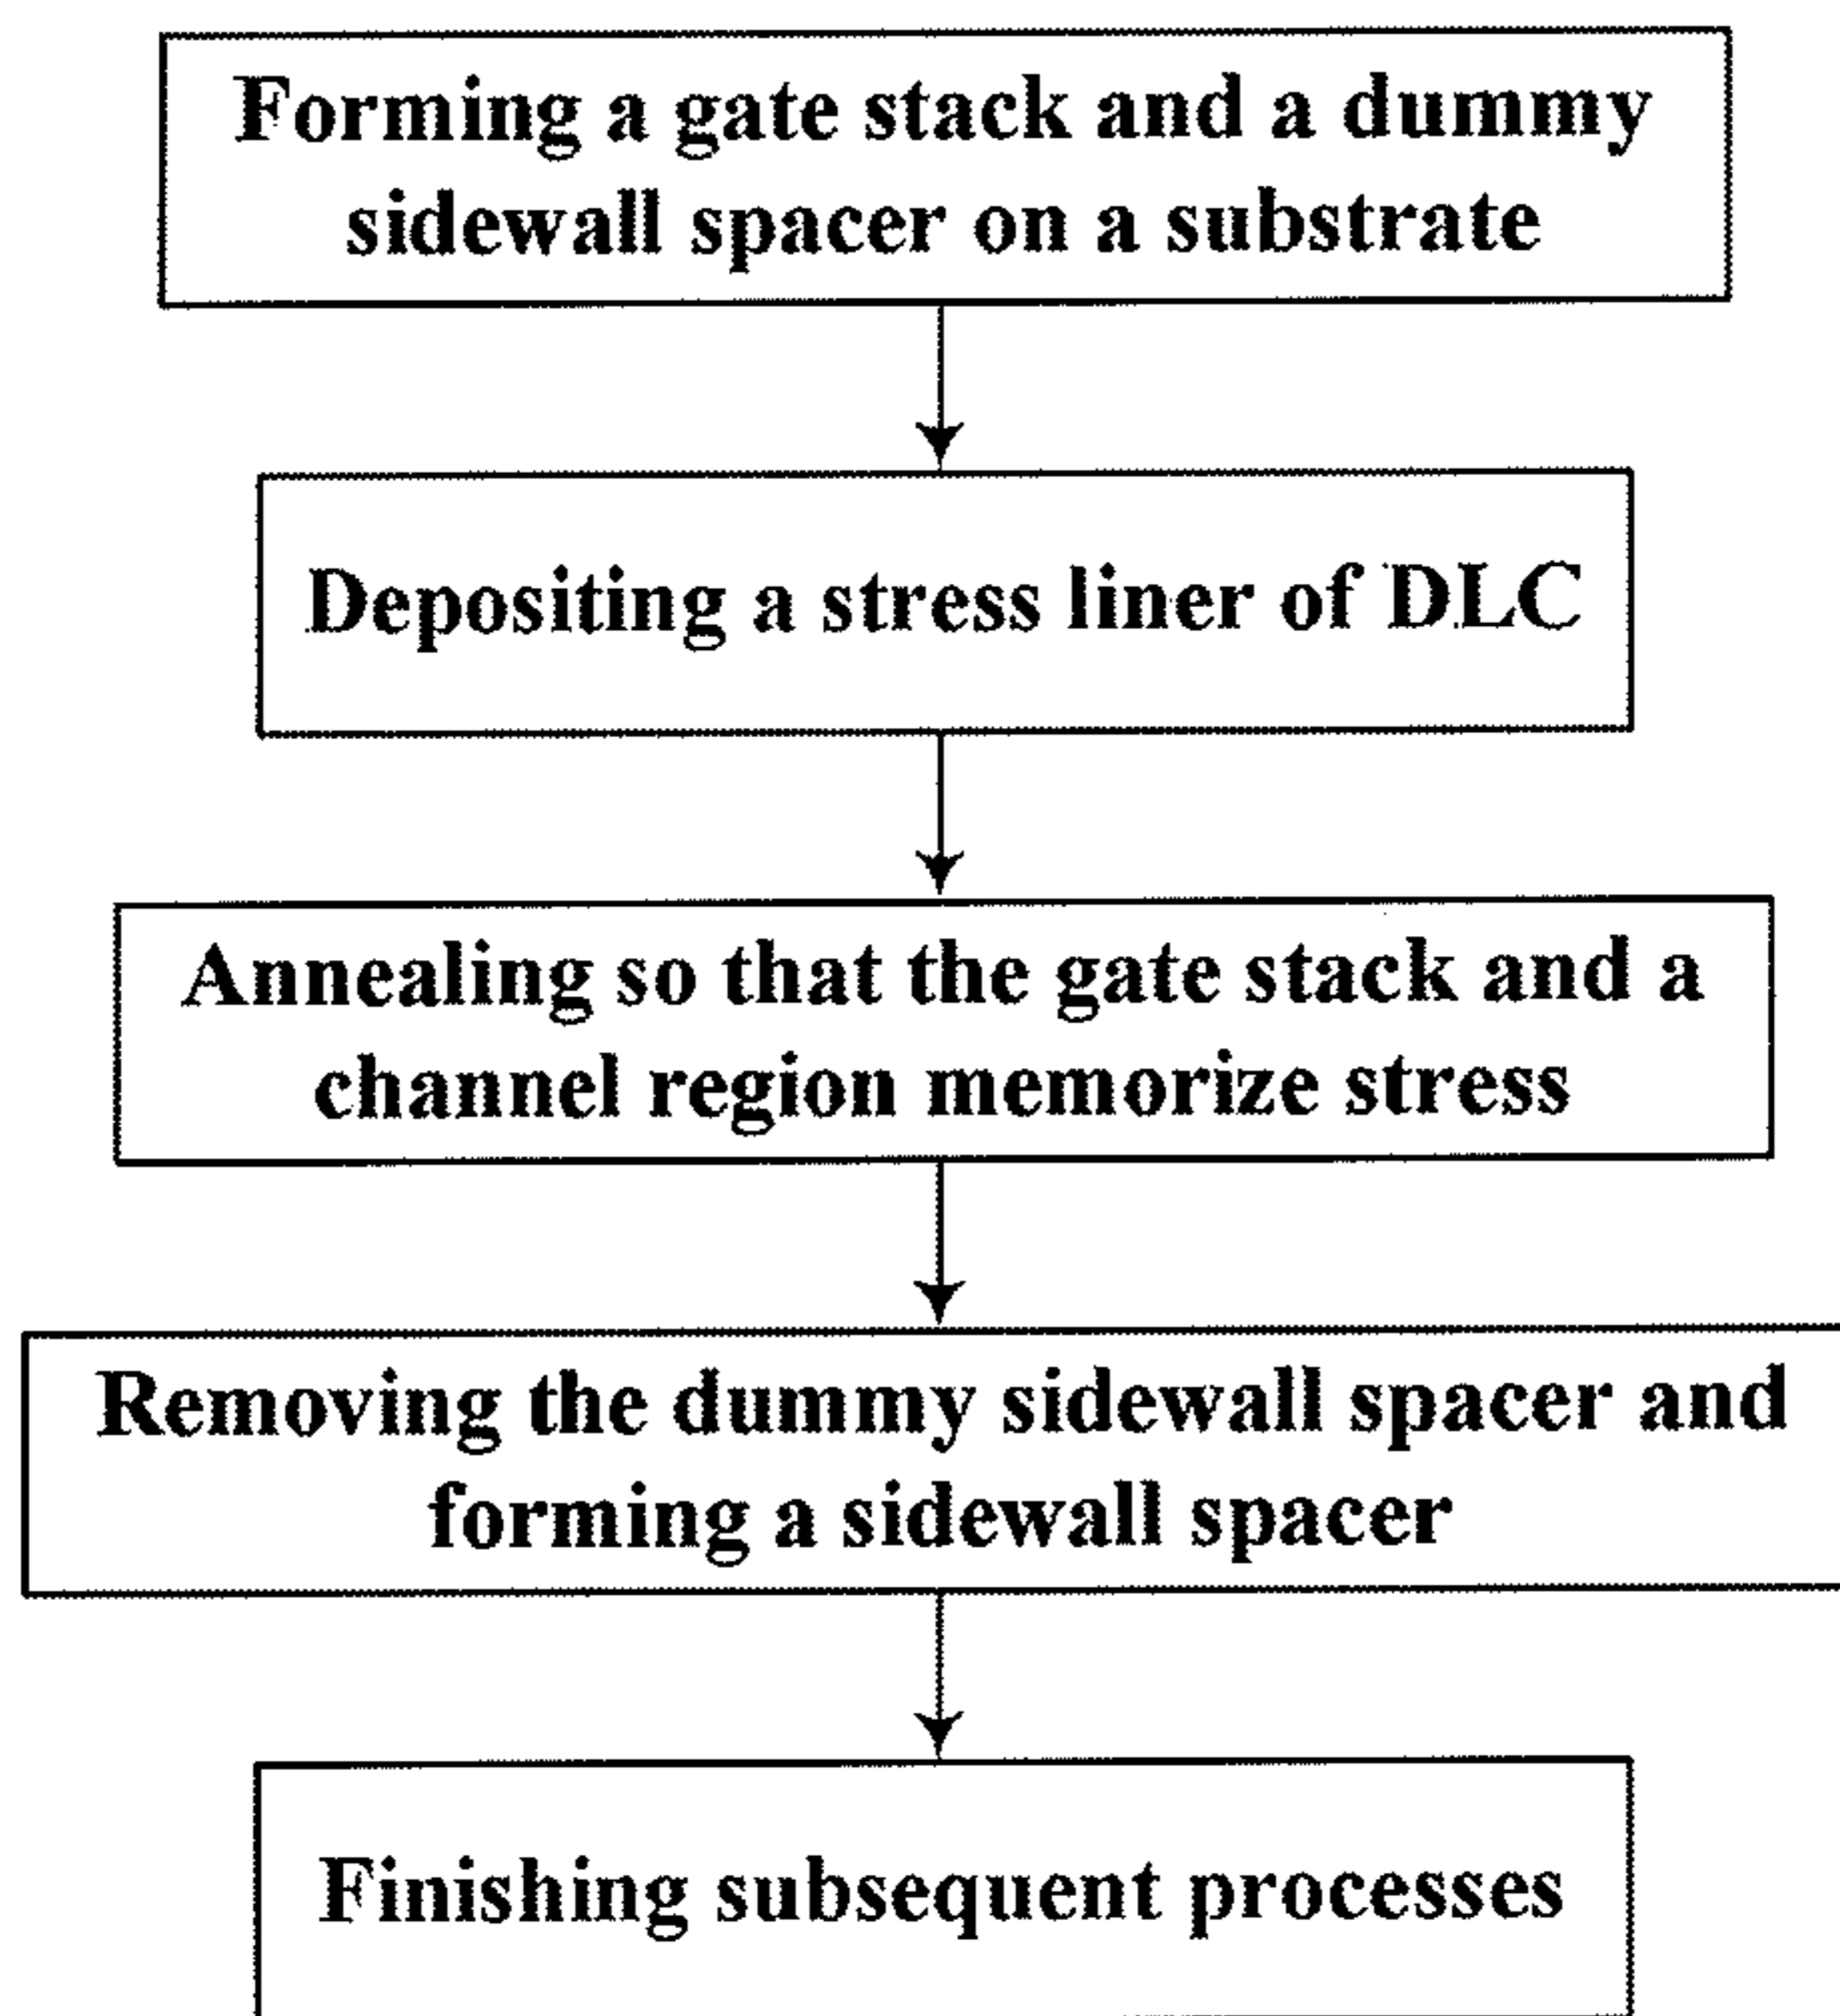 Forming a gate stack and a dummy
sidewall spacer on a substrate
Depositing a stress liner of DLC
Annealing so that the gate stack and a
channel region memorize stress
Removing the dummy sidewall spacer and
forming a sidewall spacer
Finishing subsequent processes